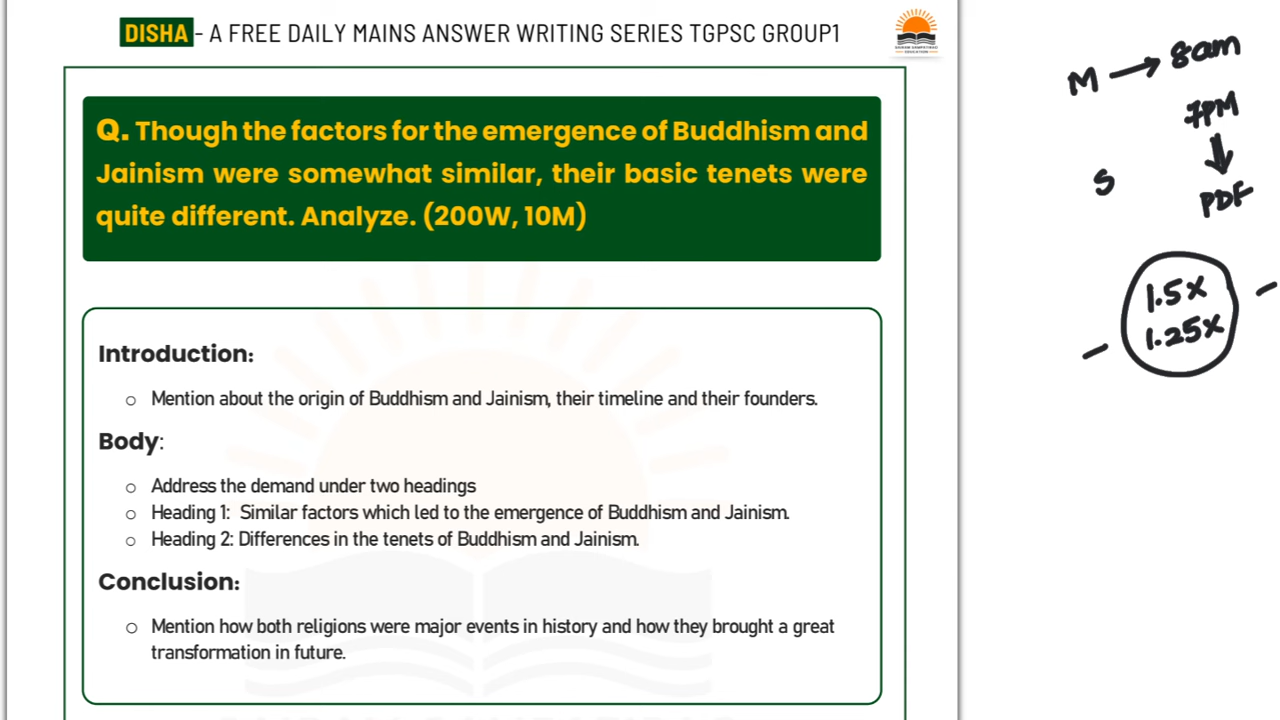 DISHA - A FREE DAILY MAINS ANSWER WRITING SERIES TGPSC GROUP1
Q. Though the factors for the emergence of Buddhism and
Jainism were somewhat similar, their basic tenets were
quite different. Analyze. (200W, 10M)
Introduction:
○ Mention about the origin of Buddhism and Jainism, their timeline and their founders.
Body:
○ Address the demand under two headings
○ Heading 1: Similar factors which led to the emergence of Buddhism and Jainism.
○ Heading 2: Differences in the tenets of Buddhism and Jainism.
Conclusion:
○ Mention how both religions were major events in history and how they brought a great
transformation in future.
M → 8am
7PM
↓
S
PDF
1.5x
1.25x